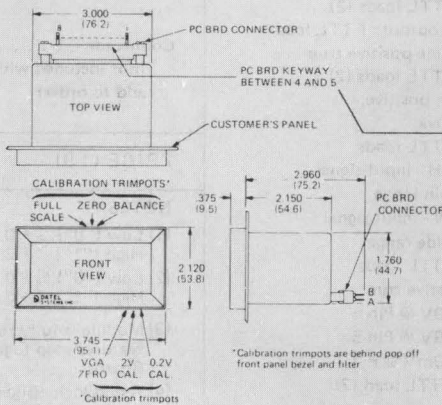 3.000
(76.2)
PC BRD CONNECTOR
PC BRD KEYWAY
BETWEEN 4 AND 5
TOP VIEW
CUSTOMER'S PANEL
CALIBRATION TRIMPOTS*
FULL ZERO BALANCE
SCALE
FRONT
VIEW
DATEL
SYSTEMS, INC.
2.120
(53.8)
3.745
(95.1)
VGA 2V 0.2V
ZERO CAL CAL
*Calibration trimpots
2.960
(75.2)
.375
(9.5)
2.150
(54.6)
PC BRD
CONNECTOR
1.760
(44.7)
B
A
*Calibration trimpots are behind pop off
front panel bezel and filter